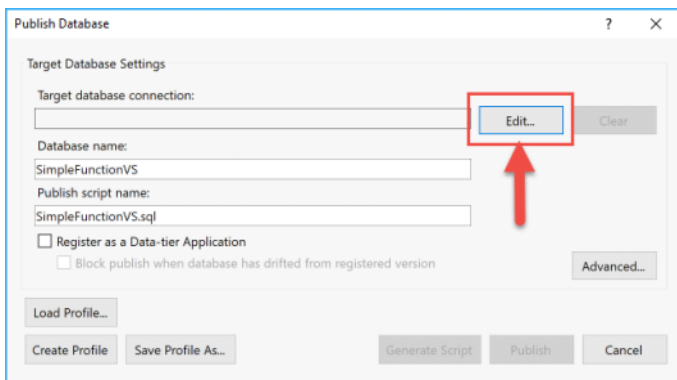 Publish Database ?
Target Database Settings
Target database connection:
Edit... Clear
Database name:
SimpleFunctionVS
Publish script name:
SimpleFunctionVS.sql
Register as a Data-tier Application
Block publish when database has drifted from registered version
Advanced...
Load Profile...
Create Profile Save Profile As... Generate Script Publish Cancel